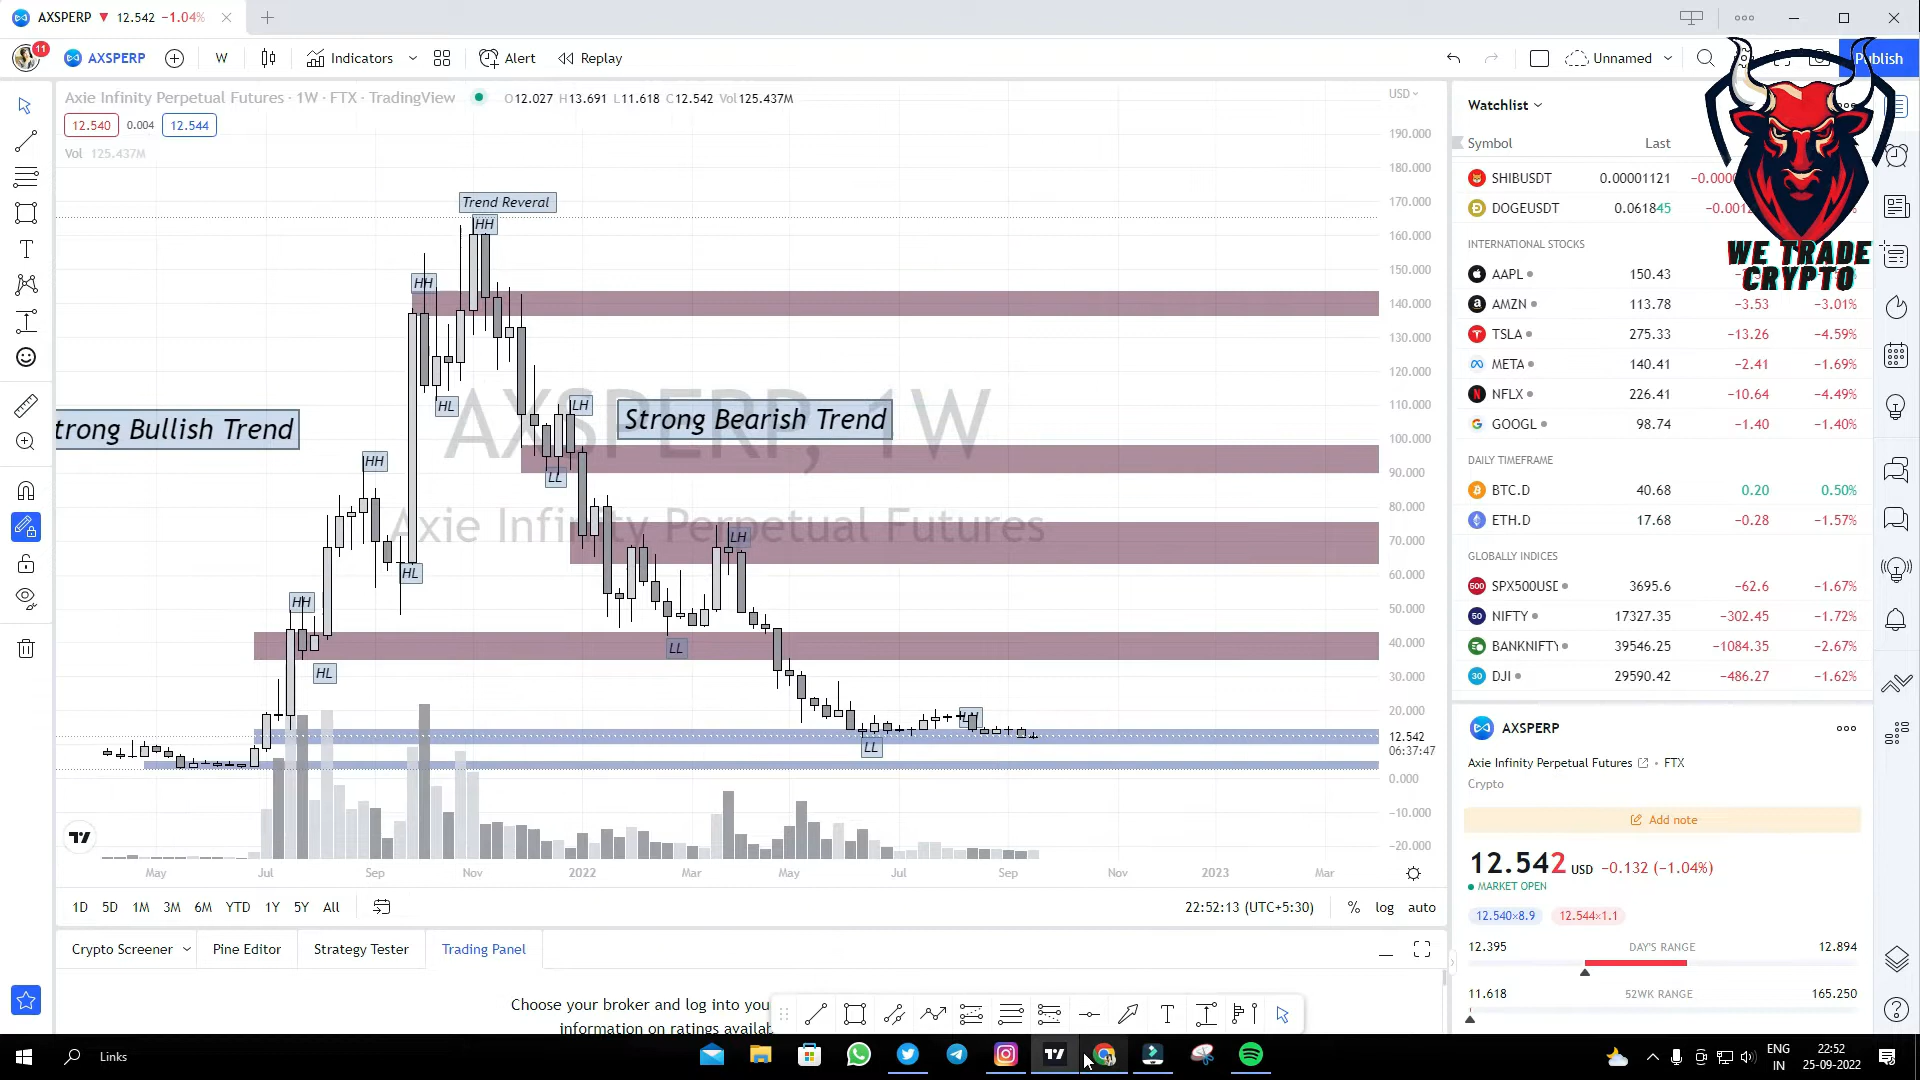 AXSPERP ▼ 12.542 −1.04%
11
AXSPERP
W
Indicators
Alert
Replay
Unnamed
Publish
Axie Infinity Perpetual Futures · 1W · FTX · TradingView
O12.027 H13.691 L11.618 C12.542 Vol125.437M
12.540 0.004 12.544
Vol 125.437M
USD
190.000
180.000
170.000
160.000
150.000
140.000
130.000
120.000
110.000
100.000
90.000
80.000
70.000
60.000
50.000
40.000
30.000
20.000
12.542
06:37:47
0.000
−10.000
−20.000
Trend Reveral
HH
HH
HL
LH
AXSPERP, 1W
Axie Infinity Perpetual Futures
trong Bullish Trend
Strong Bearish Trend
HH
LL
HL
LH
HH
LL
HL
LL
May Jul Sep Nov 2022 Mar May Jul Sep Nov 2023 Mar
1D 5D 1M 3M 6M YTD 1Y 5Y All
22:52:13 (UTC+5:30) % log auto
Crypto Screener Pine Editor Strategy Tester Trading Panel
Choose your broker and log into you
information on ratings availab
Watchlist
Symbol Last
SHIBUSDT 0.00001121 −0.000
DOGEUSDT 0.061845 −0.001
INTERNATIONAL STOCKS
AAPL 150.43
AMZN 113.78 −3.53 −3.01%
TSLA 275.33 −13.26 −4.59%
META 140.41 −2.41 −1.69%
NFLX 226.41 −10.64 −4.49%
GOOGL 98.74 −1.40 −1.40%
DAILY TIMEFRAME
BTC.D 40.68 0.20 0.50%
ETH.D 17.68 −0.28 −1.57%
GLOBALLY INDICES
500 SPX500USD 3695.6 −62.6 −1.67%
50 NIFTY 17327.35 −302.45 −1.72%
BANKNIFTY 39546.25 −1084.35 −2.67%
30 DJI 29590.42 −486.27 −1.62%
WE TRADE
CRYPTO
AXSPERP
Axie Infinity Perpetual Futures • FTX
Crypto
Add note
12.542 USD −0.132 (−1.04%)
MARKET OPEN
12.540×8.9 12.544×1.1
12.395 DAY'S RANGE 12.894
11.618 52WK RANGE 165.250
Links
ENG
IN
22:52
25-09-2022